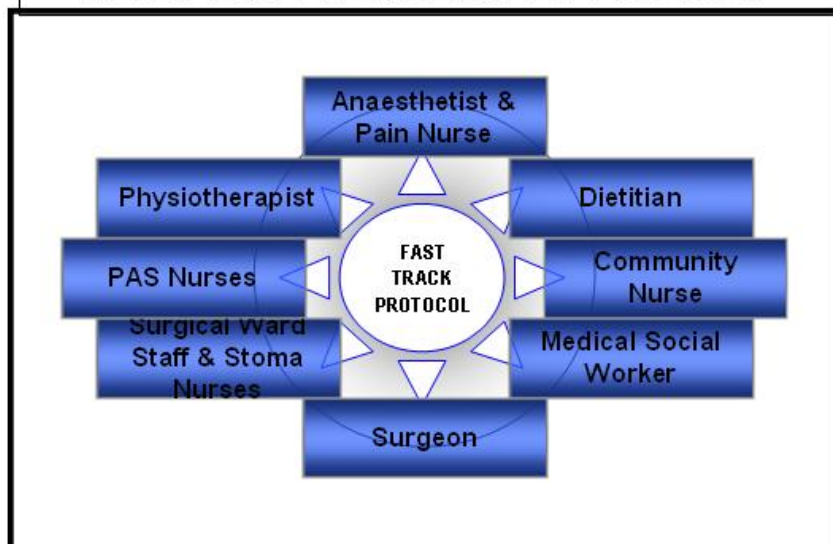 Anaesthetist &
Pain Nurse
Physiotherapist
Dietitian
PAS Nurses
FAST
TRACK
PROTOCOL
Community
Nurse
Surgical Ward
Staff & Stoma
Nurses
Medical Social
Worker
Surgeon